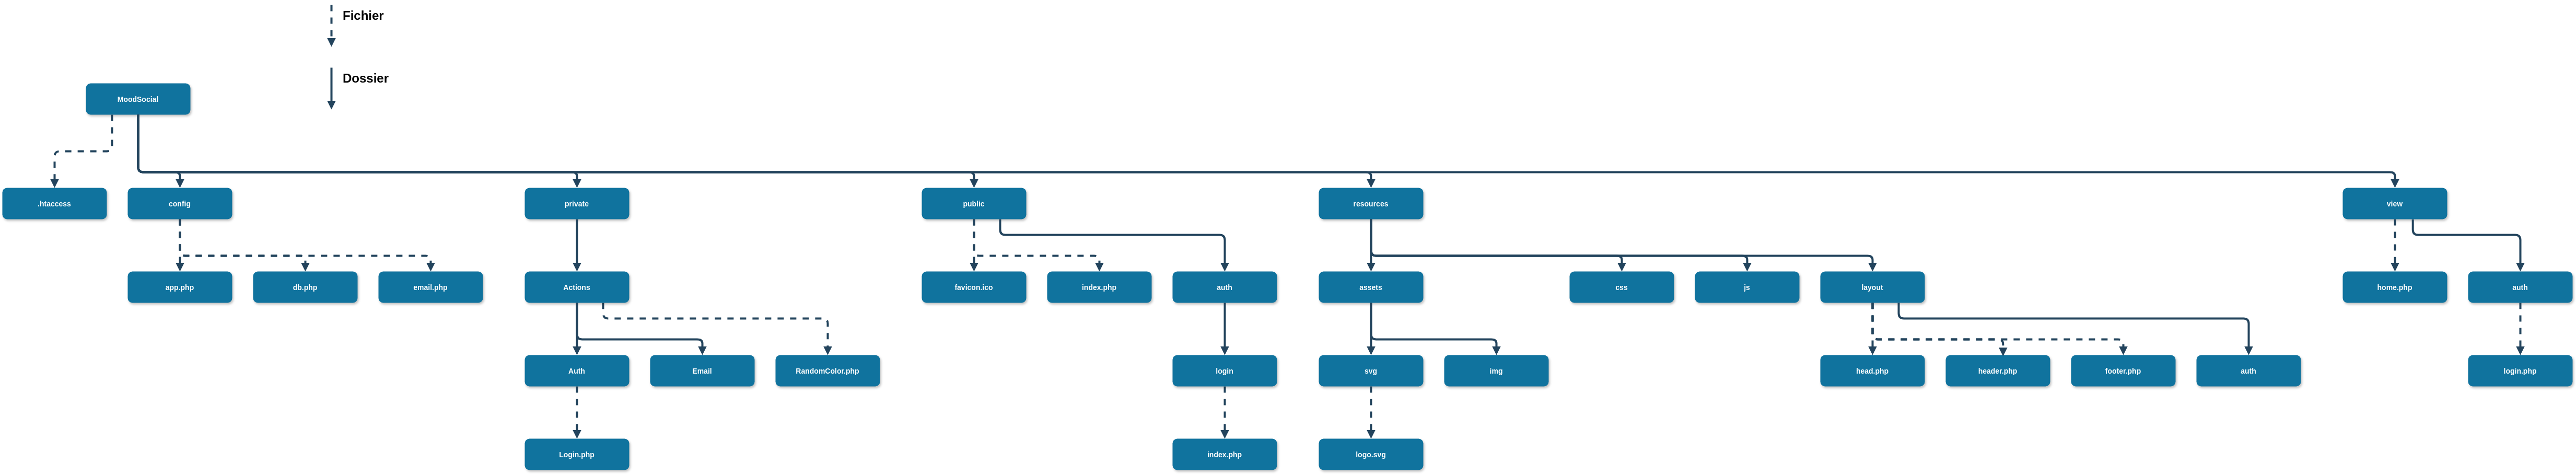 Fichier
Dossier
MoodSocial
.htaccess
config
private
public
resources
view
app.php
db.php
email.php
Actions
favicon.ico
index.php
auth
assets
css
js
layout
home.php
auth
Auth
Email
RandomColor.php
login
svg
img
head.php
header.php
footer.php
auth
login.php
Login.php
index.php
logo.svg